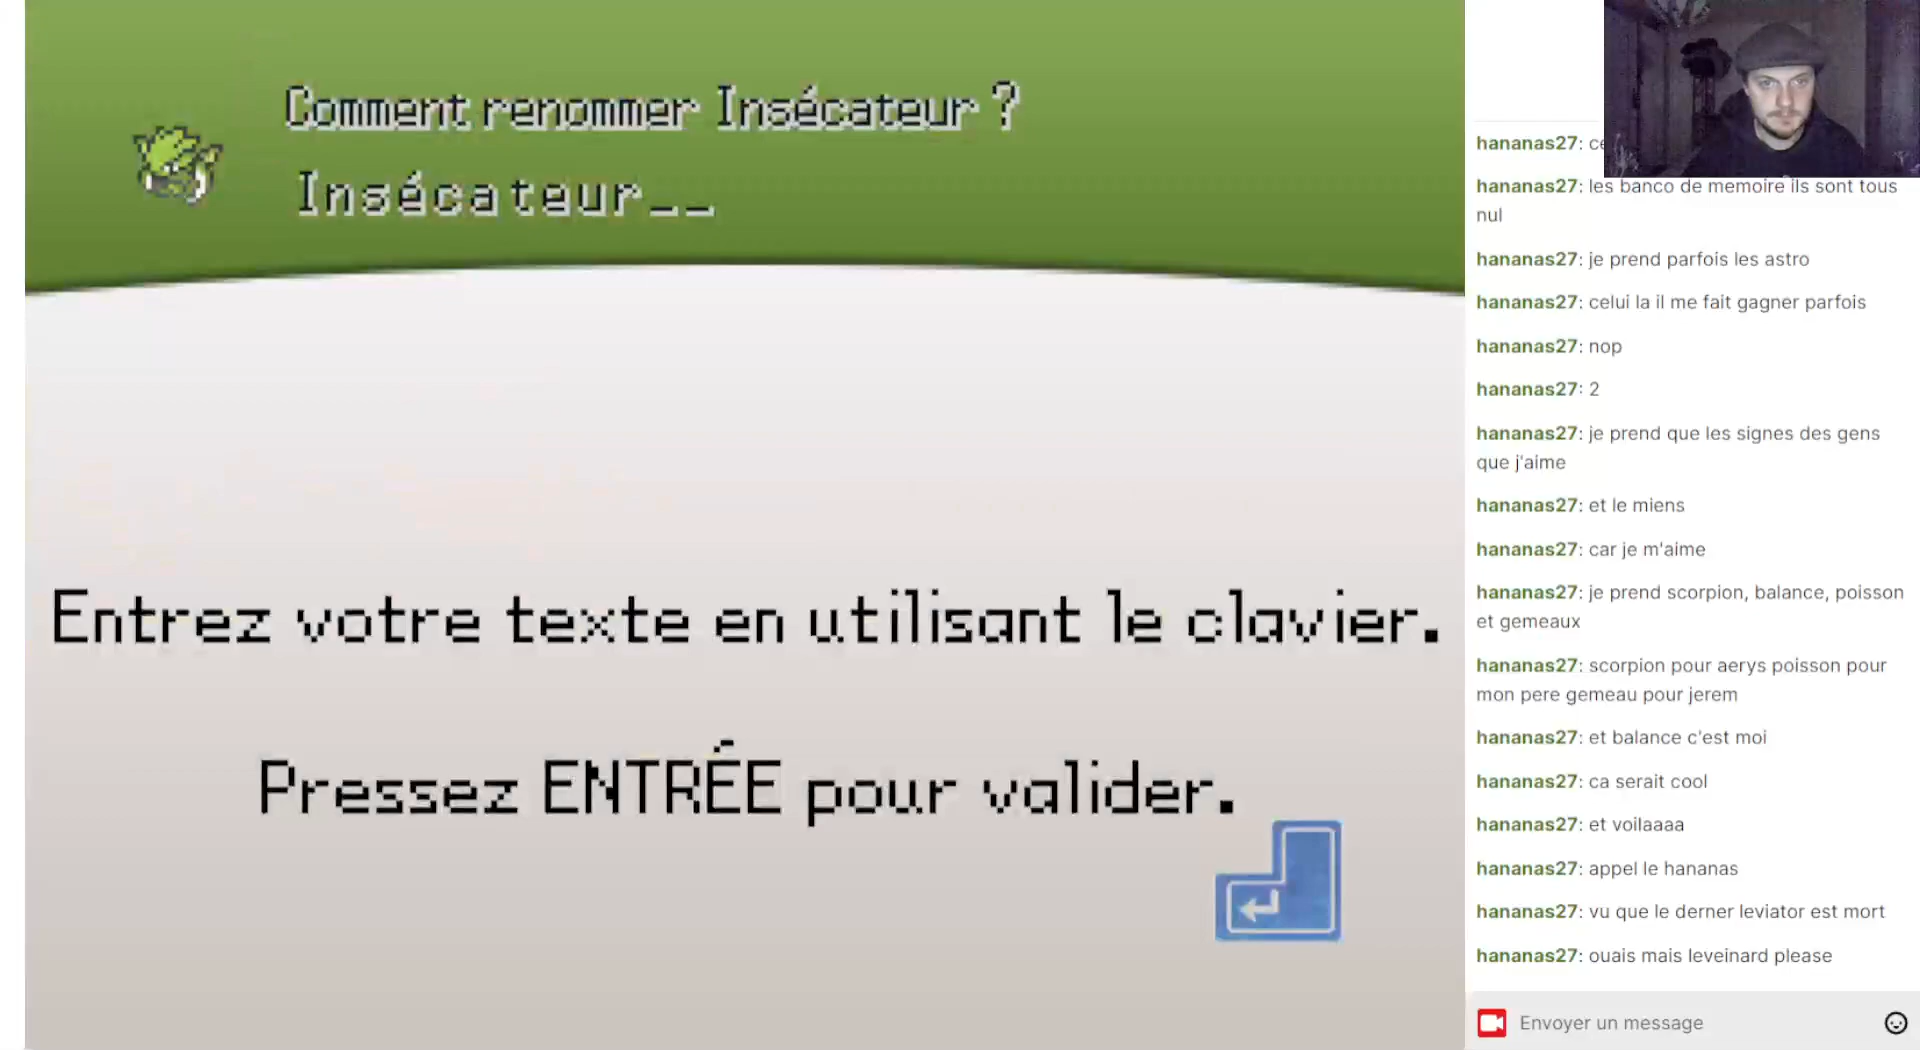 Comment renommer Insécateur ?
Insécateur__
Entrez votre texte en utilisant le clavier.
Pressez ENTRÉE pour valider.
hananas27: ce
hananas27: les banco de memoire ils sont tous
nul
hananas27: je prend parfois les astro
hananas27: celui la il me fait gagner parfois
hananas27: nop
hananas27: 2
hananas27: je prend que les signes des gens
que j'aime
hananas27: et le miens
hananas27: car je m'aime
hananas27: je prend scorpion, balance, poisson
et gemeaux
hananas27: scorpion pour aerys poisson pour
mon pere gemeau pour jerem
hananas27: et balance c'est moi
hananas27: ca serait cool
hananas27: et voilaaaa
hananas27: appel le hananas
hananas27: vu que le derner leviator est mort
hananas27: ouais mais leveinard please
Envoyer un message